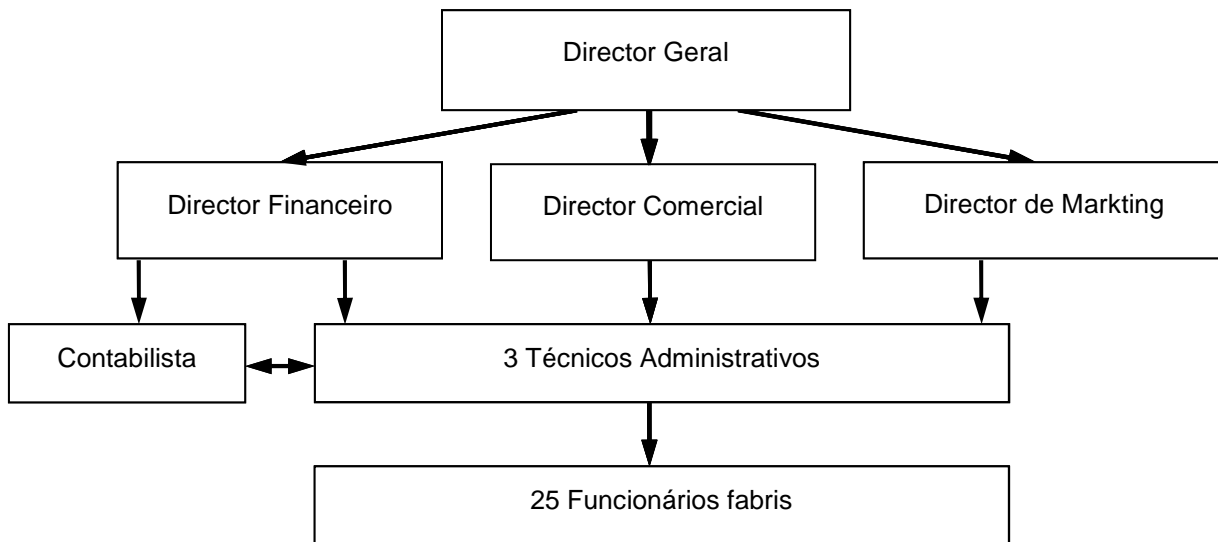 Director Geral
Director Financeiro
Director Comercial
Director de Markting
Contabilista
3 Técnicos Administrativos
25 Funcionários fabris